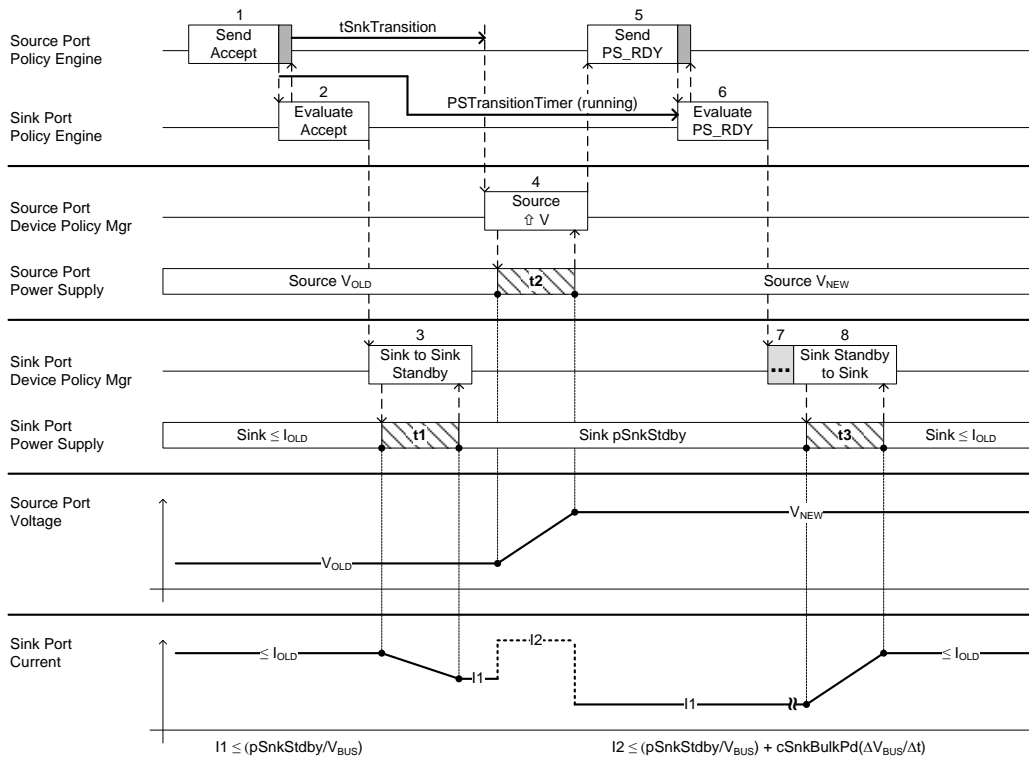 1
5
Source Port
Policy Engine
Send
Accept
tSnkTransition
Send
PS_RDY
2
PSTransitionTimer (running)
6
Sink Port
Policy Engine
Evaluate
Accept
Evaluate
PS_RDY
4
Source Port
Device Policy Mgr
Source
⇧ V
Source Port
Power Supply
Source VOLD
t2
Source VNEW
3
7
8
Sink Port
Device Policy Mgr
Sink to Sink
Standby
...
Sink Standby
to Sink
Sink Port
Power Supply
Sink ≤ IOLD
t1
Sink pSnkStdby
t3
Sink ≤ IOLD
Source Port
Voltage
VOLD
VNEW
Sink Port
Current
≤ IOLD
I1
I2
I1
≤ IOLD
I1 ≤ (pSnkStdby/VBUS)
I2 ≤ (pSnkStdby/VBUS) + cSnkBulkPd(ΔVBUS/Δt)